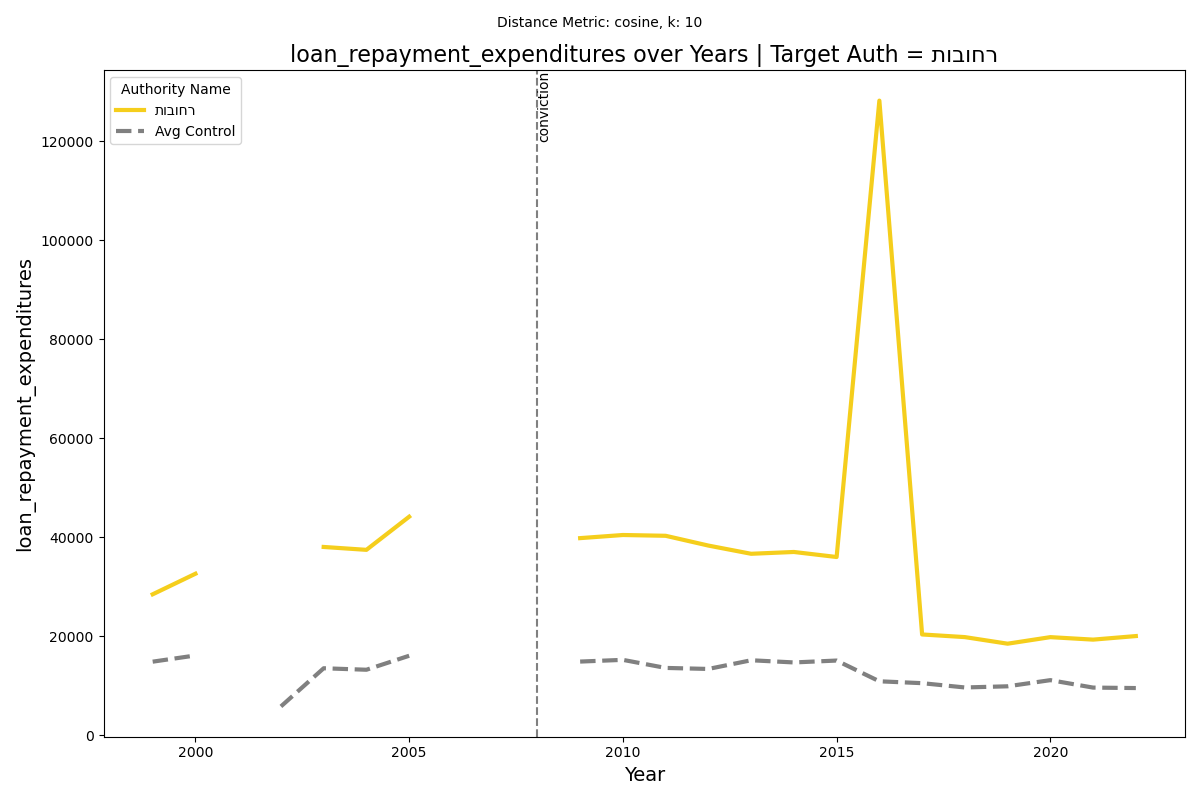 Distance Metric: cosine, k: 10
loan_repayment_expenditures over Years | Target Auth = רחובות
Authority Name
רחובות
Avg Control
conviction
120000
100000
80000
60000
40000
20000
0
loan_repayment_expenditures
2000 2005 2010 2015 2020
Year